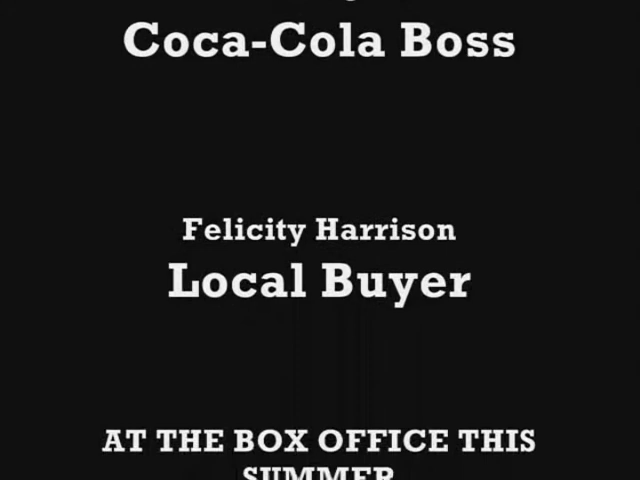 Coca-Cola Boss
Felicity Harrison
Local Buyer
AT THE BOX OFFICE THIS
SUMMER